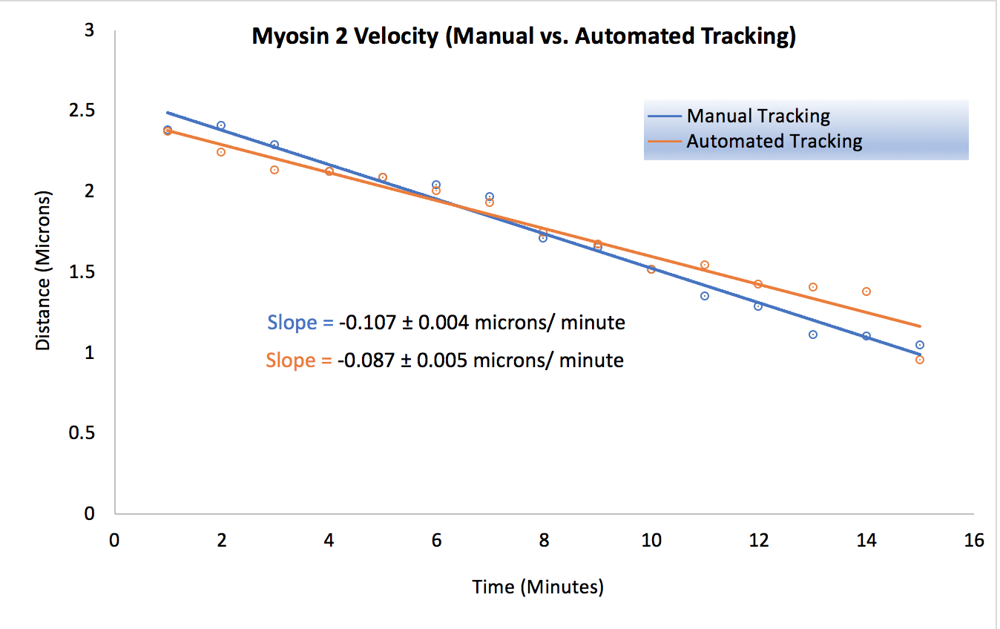 Myosin 2 Velocity (Manual vs. Automated Tracking)
3
2.5
2
1.5
1
0.5
0
Distance (Microns)
Manual Tracking
Automated Tracking
Slope = -0.107 ± 0.004 microns/ minute
Slope = -0.087 ± 0.005 microns/ minute
0 2 4 6 8 10 12 14 16
Time (Minutes)